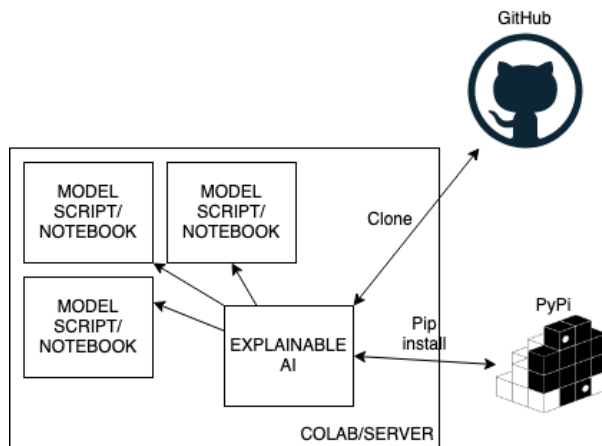 GitHub
MODEL
SCRIPT/
NOTEBOOK
MODEL
SCRIPT/
NOTEBOOK
Clone
MODEL
SCRIPT/
NOTEBOOK
EXPLAINABLE
AI
Pip
install
PyPi
COLAB/SERVER